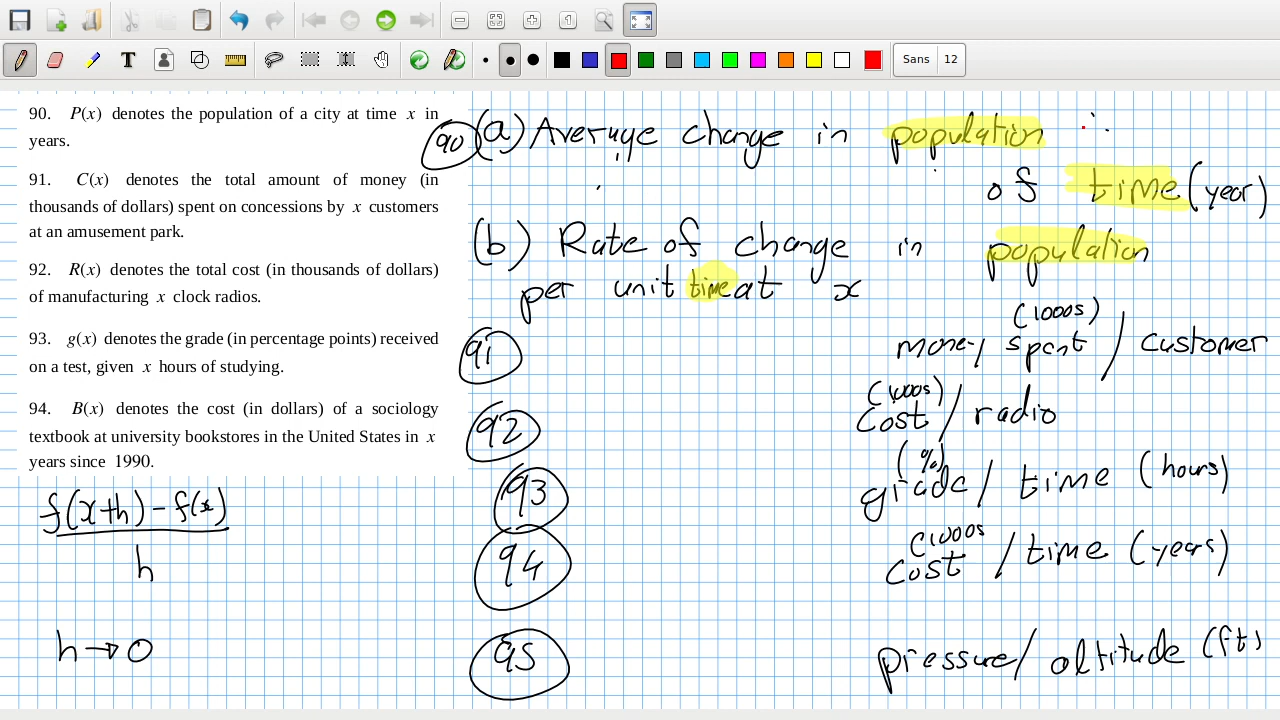 Sans 12
90. P(x) denotes the population of a city at time x in
years.
91. C(x) denotes the total amount of money (in
thousands of dollars) spent on concessions by x customers
at an amusement park.
92. R(x) denotes the total cost (in thousands of dollars)
of manufacturing x clock radios.
93. g(x) denotes the grade (in percentage points) received
on a test, given x hours of studying.
94. B(x) denotes the cost (in dollars) of a sociology
textbook at university bookstores in the United States in x
years since 1990.
f(x+h) - f(x)
h
h → 0
90 (a) Average change in population
of time (year)
(b) Rate of change in population
per unit time at x
(1000s)
91 money spent / customer
(1000s)
92 cost / radio
(%)
93 grade / time (hours)
(1000s
94 cost / time (years)
95 pressure / altitude (ft)